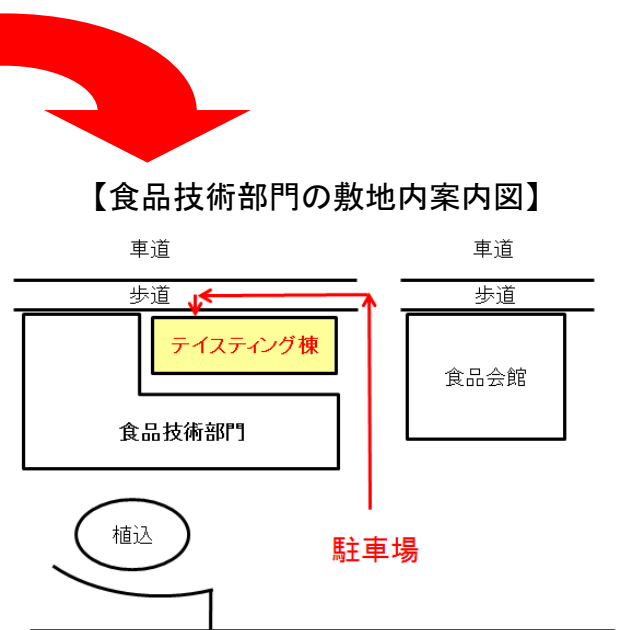 【食品技術部門の敷地内案内図】
車道
車道
歩道
歩道
テイスティング棟
食品会館
食品技術部門
植込
駐車場